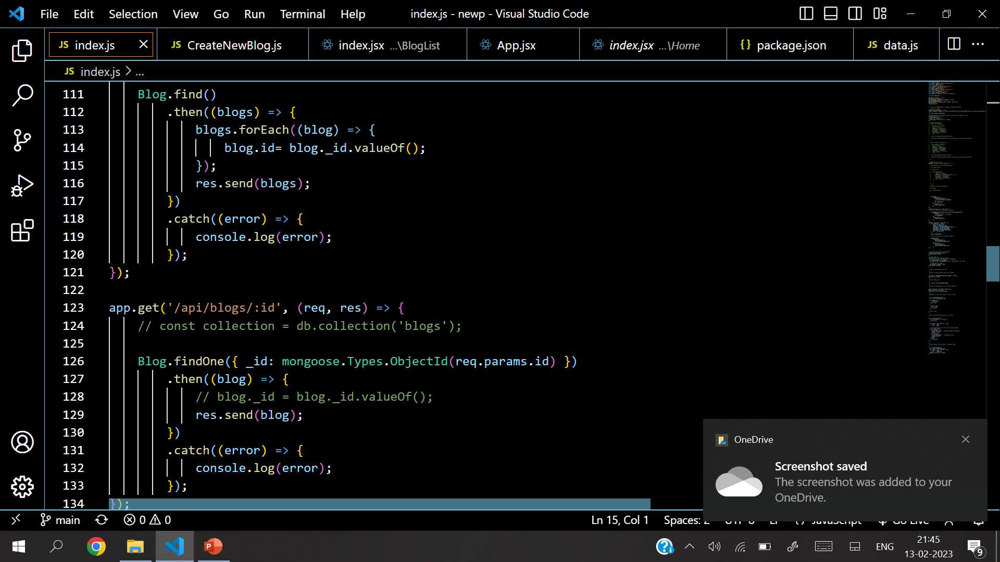 File Edit Selection View Go Run Terminal Help index.js - newp - Visual Studio Code
JS index.js JS CreateNewBlog.js index.jsx ...\BlogList App.jsx index.jsx ...\Home {} package.json JS data.js
JS index.js > ...
111 Blog.find()
112 .then((blogs) => {
113 blogs.forEach((blog) => {
114 blog.id= blog._id.valueOf();
115 });
116 res.send(blogs);
117 })
118 .catch((error) => {
119 console.log(error);
120 });
121 });
122
123 app.get('/api/blogs/:id', (req, res) => {
124 // const collection = db.collection('blogs');
125
126 Blog.findOne({ _id: mongoose.Types.ObjectId(req.params.id) })
127 .then((blog) => {
128 // blog._id = blog._id.valueOf();
129 res.send(blog);
130 })
131 .catch((error) => {
132 console.log(error);
133 });
134 });
OneDrive
Screenshot saved
The screenshot was added to your
OneDrive.
main 0 0 Ln 15, Col 1 Spaces: 2 UTF-8 LF {} JavaScript Go Live
P ENG 21:45
13-02-2023 9